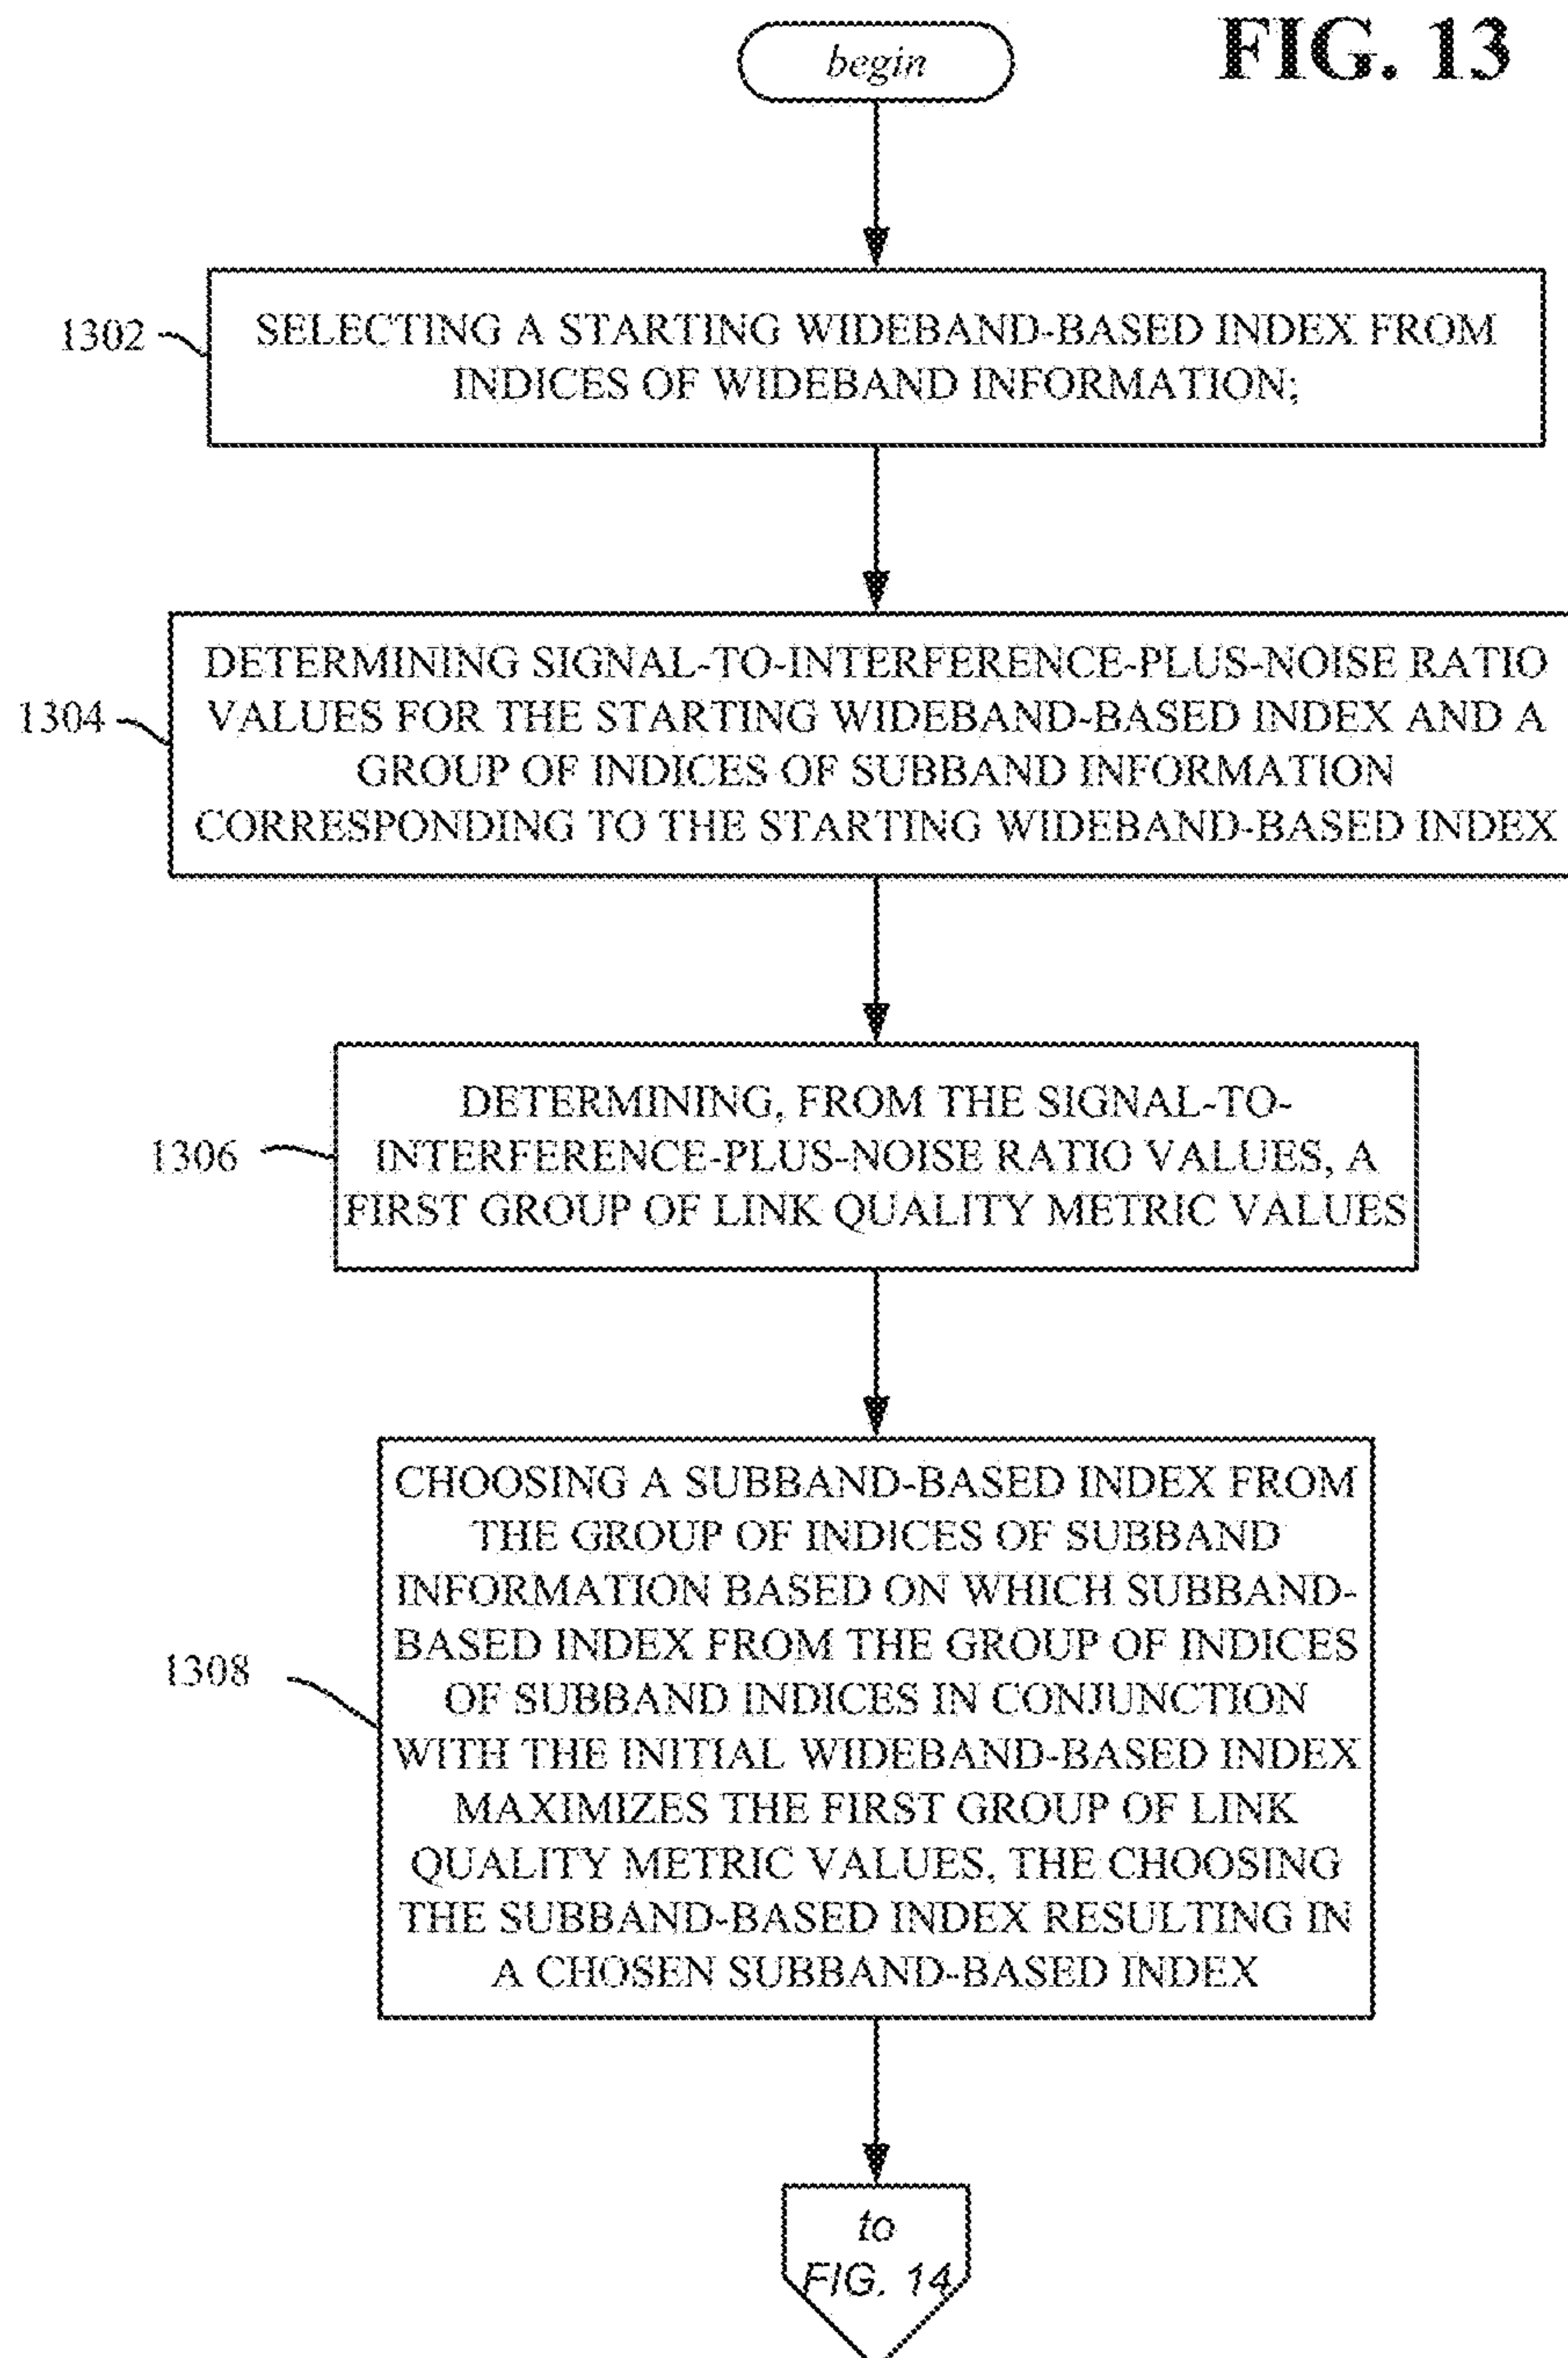 FIG. 13
begin
1302
SELECTING A STARTING WIDEBAND-BASED INDEX FROM
INDICES OF WIDEBAND INFORMATION;
1304
DETERMINING SIGNAL-TO-INTERFERENCE-PLUS-NOISE RATIO
VALUES FOR THE STARTING WIDEBAND-BASED INDEX AND A
GROUP OF INDICES OF SUBBAND INFORMATION
CORRESPONDING TO THE STARTING WIDEBAND-BASED INDEX
1306
DETERMINING, FROM THE SIGNAL-TO-
INTERFERENCE-PLUS-NOISE RATIO VALUES, A
FIRST GROUP OF LINK QUALITY METRIC VALUES
1308
CHOOSING A SUBBAND-BASED INDEX FROM
THE GROUP OF INDICES OF SUBBAND
INFORMATION BASED ON WHICH SUBBAND-
BASED INDEX FROM THE GROUP OF INDICES
OF SUBBAND INDICES IN CONJUNCTION
WITH THE INITIAL WIDEBAND-BASED INDEX
MAXIMIZES THE FIRST GROUP OF LINK
QUALITY METRIC VALUES, THE CHOOSING
THE SUBBAND-BASED INDEX RESULTING IN
A CHOSEN SUBBAND-BASED INDEX
to
FIG. 14